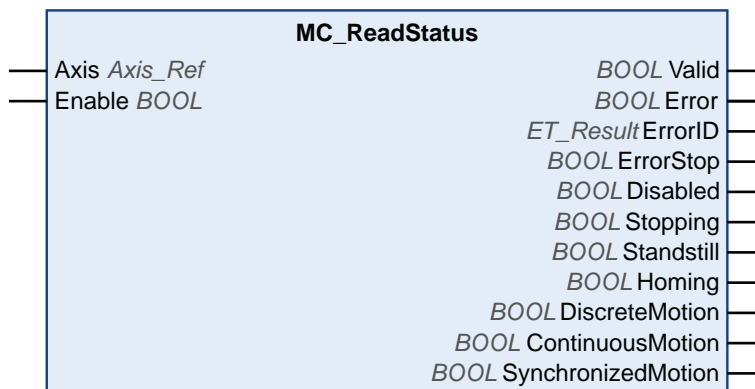 MC_ReadStatus
Axis Axis_Ref BOOL Valid
Enable BOOL BOOL Error
ET_Result ErrorID
BOOL ErrorStop
BOOL Disabled
BOOL Stopping
BOOL Standstill
BOOL Homing
BOOL DiscreteMotion
BOOL ContinuousMotion
BOOL SynchronizedMotion